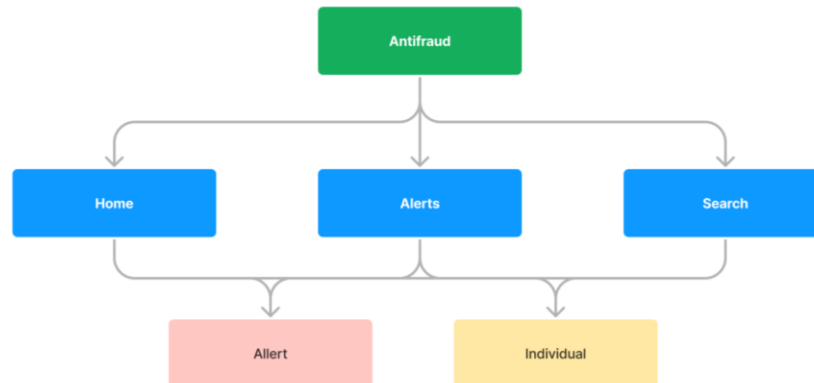 Antifraud
Home
Alerts
Search
Allert
Individual